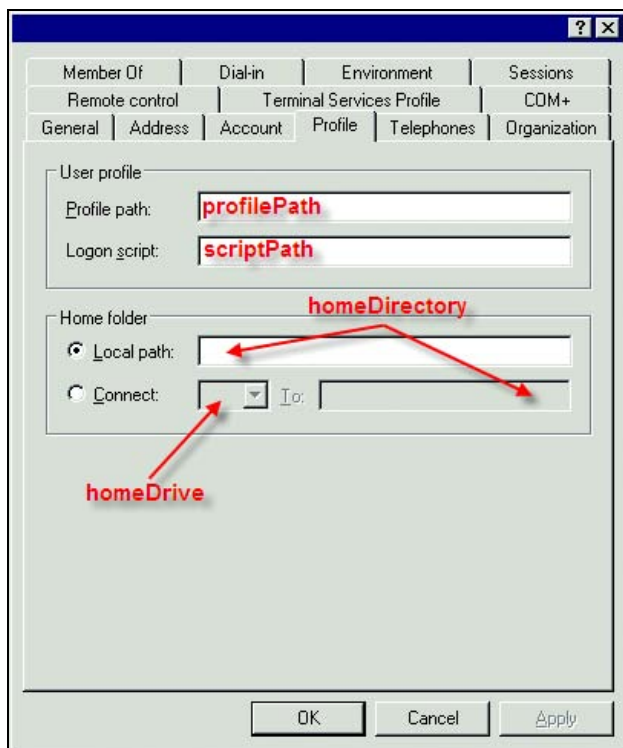 ? X
Member Of Dial-in Environment Sessions
Remote control Terminal Services Profile COM+
General Address Account Profile Telephones Organization
User profile
Profile path: profilePath
Logon script: scriptPath
Home folder
homeDirectory
Local path:
Connect: To:
homeDrive
OK Cancel Apply